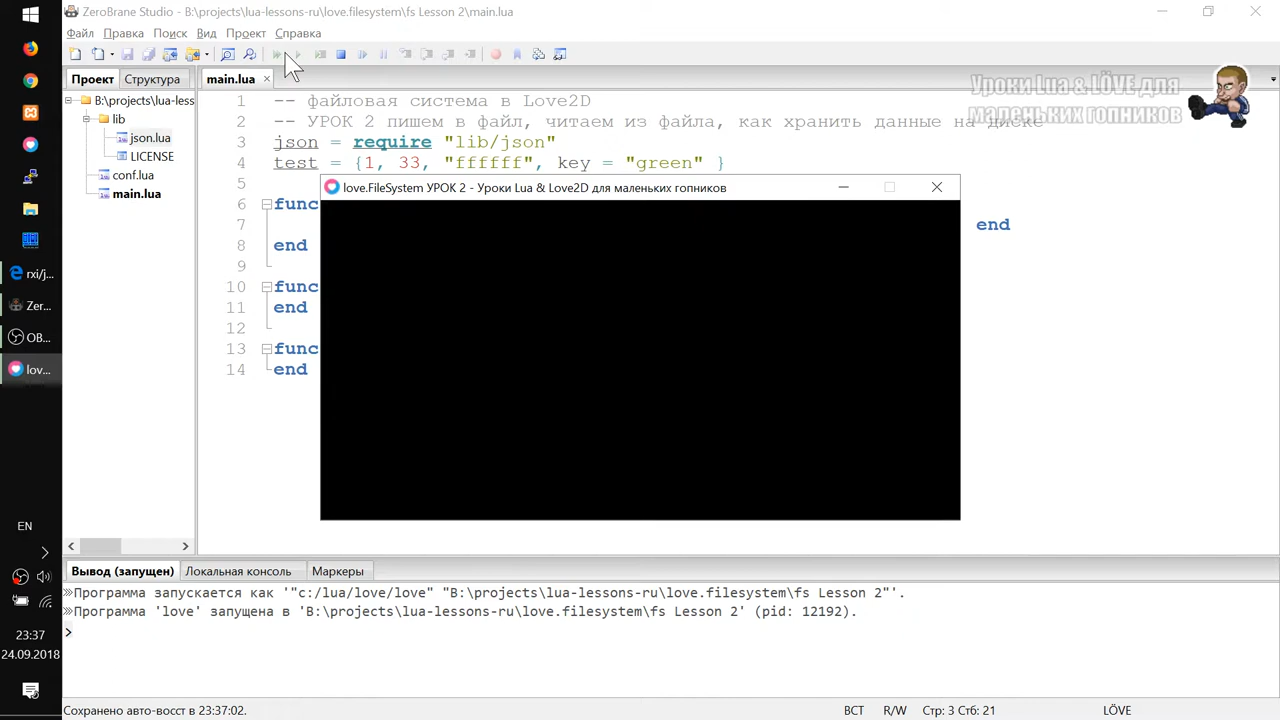 ZeroBrane Studio - B:\projects\lua-lessons-ru\love.filesystem\fs Lesson 2\main.lua
Файл Правка Поиск Вид Проект Справка
Проект Структура
main.lua
Уроки Lua & LÖVE для
маленьких гопников
B:\projects\lua-less
lib
json.lua
LICENSE
conf.lua
main.lua
1 -- файловая система в Love2D
2 -- УРОК 2 пишем в файл, читаем из файла, как хранить данные на диске
3 json = require "lib/json"
4 test = {1, 33, "ffffff", key = "green" }
5
6 func
7 end
8 end
9
10 func
11 end
12
13 func
14 end
love.FileSystem УРОК 2 - Уроки Lua & Love2D для маленьких гопников
rxi/j...
Zer...
OB...
lov...
EN
23:37
24.09.2018
Вывод (запущен) Локальная консоль Маркеры
Программа запускается как '"c:/lua/love/love" "B:\projects\lua-lessons-ru\love.filesystem\fs Lesson 2"'.
Программа 'love' запущена в 'B:\projects\lua-lessons-ru\love.filesystem\fs Lesson 2' (pid: 12192).
>
Сохранено авто-восст в 23:37:02.
ВСТ R/W Стр: 3 Стб: 21 LÖVE